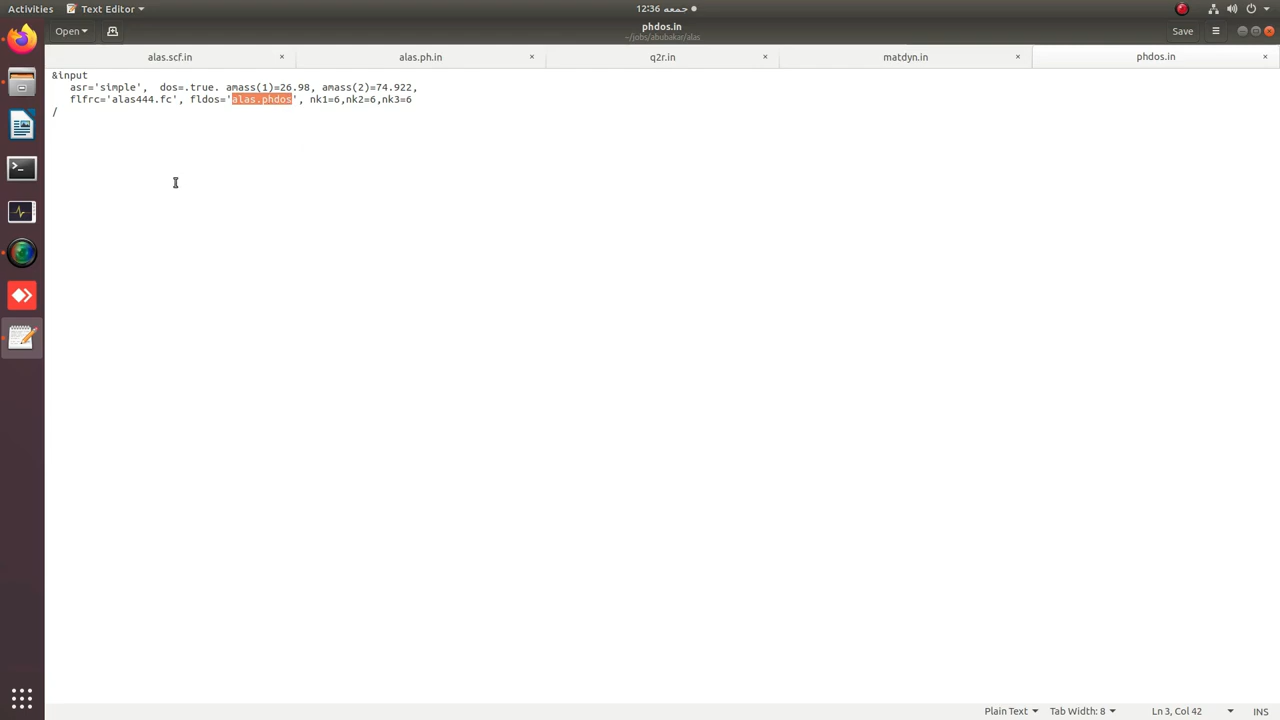 Activities
Text Editor
جمعه 12:36
Open
phdos.in
~/jobs/abubakar/alas
Save
alas.scf.in
alas.ph.in
q2r.in
matdyn.in
phdos.in
&input
asr='simple', dos=.true. amass(1)=26.98, amass(2)=74.922,
flfrc='alas444.fc', fldos='alas.phdos', nk1=6,nk2=6,nk3=6
/
Plain Text
Tab Width: 8
Ln 3, Col 42
INS